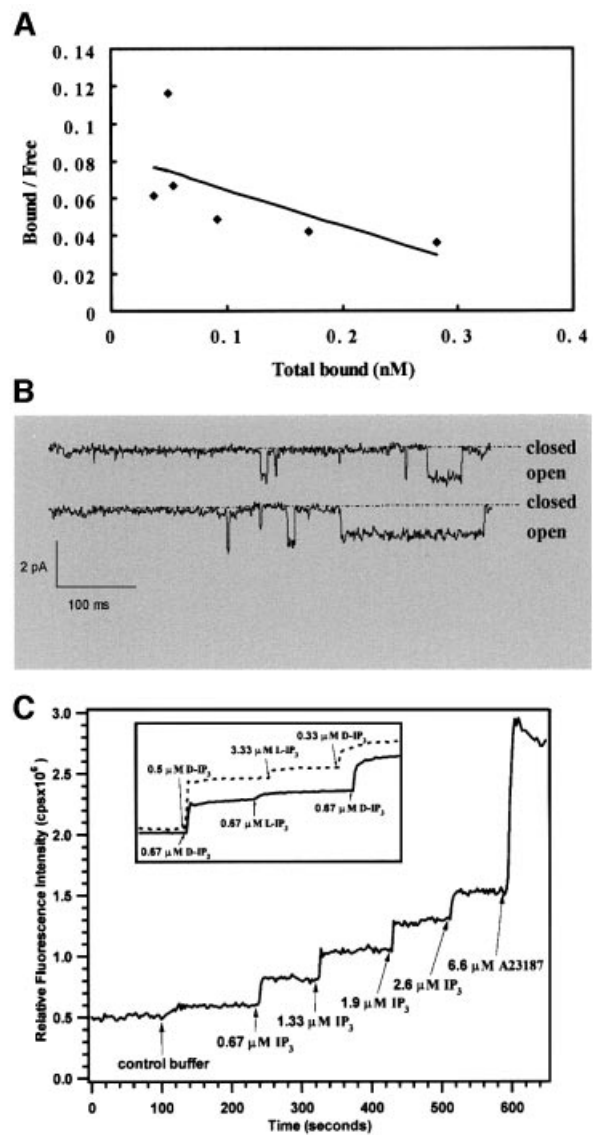 A
0.14
0.12
0.1
0.08
0.06
0.04
0.02
0
Bound / Free
0
0.1
0.2
0.3
0.4
Total bound (nM)
B
closed
open
closed
open
2 pA
100 ms
C
3.0
2.5
2.0
1.5
1.0
0.5
0.0
Relative Fluorescence Intensity (cpsx10⁶)
0.5 μM D-IP₃
3.33 μM L-IP₃
0.33 μM D-IP₃
0.67 μM D-IP₃
0.67 μM L-IP₃
0.67 μM D-IP₃
control buffer
0.67 μM IP₃
1.33 μM IP₃
1.9 μM IP₃
2.6 μM IP₃
6.6 μM A23187
0
100
200
300
400
500
600
Time (seconds)